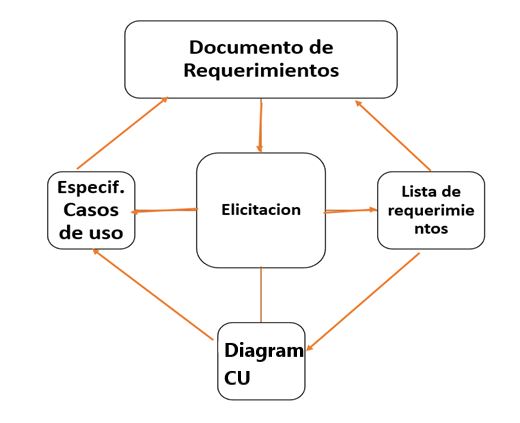 Documento de
Requerimientos
Especif.
Casos
de uso
Elicitacion
Lista de
requerimie
ntos
Diagram
CU